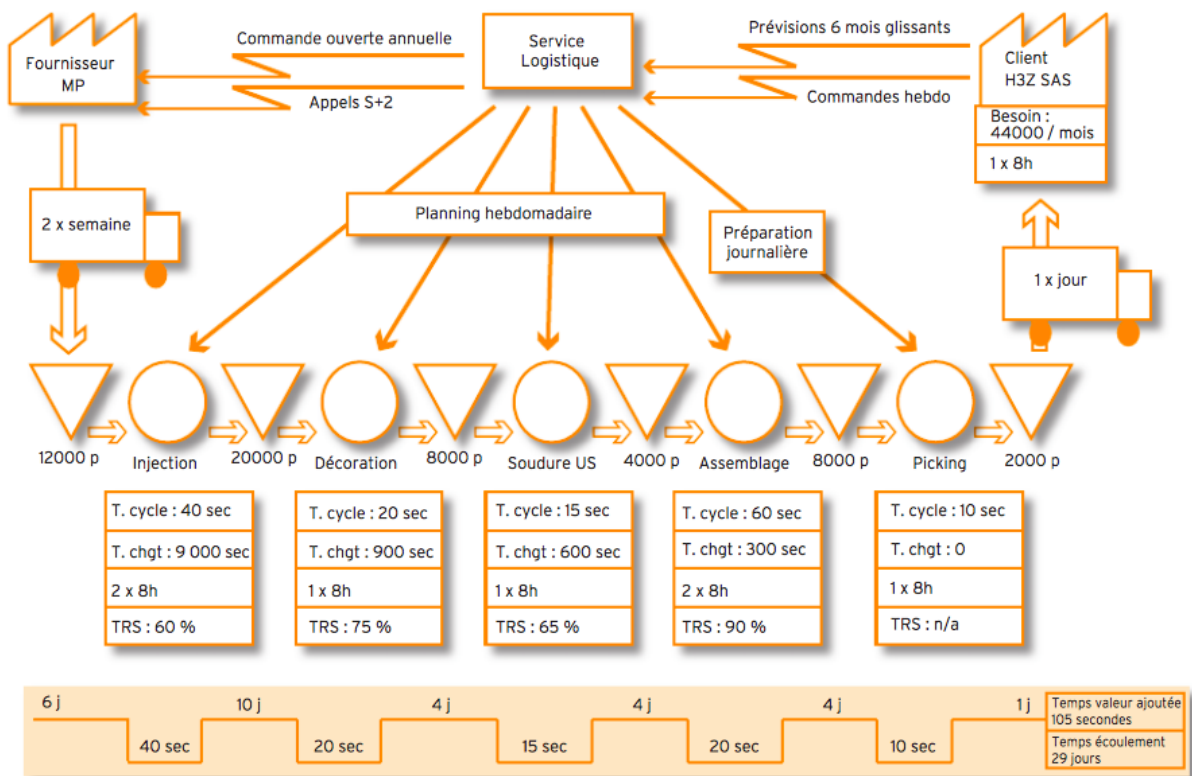 Fournisseur
MP
Commande ouverte annuelle
Appels S+2
Service
Logistique
Prévisions 6 mois glissants
Commandes hebdo
Client
H3Z SAS
Besoin :
44000 / mois
1 x 8h
2 x semaine
Planning hebdomadaire
Préparation
journalière
1 x jour
12000 p
Injection
20000 p
Décoration
8000 p
Soudure US
4000 p
Assemblage
8000 p
Picking
2000 p
T. cycle : 40 sec
T. chgt : 9 000 sec
2 x 8h
TRS : 60 %
T. cycle : 20 sec
T. chgt : 900 sec
1 x 8h
TRS : 75 %
T. cycle : 15 sec
T. chgt : 600 sec
1 x 8h
TRS : 65 %
T. cycle : 60 sec
T. chgt : 300 sec
2 x 8h
TRS : 90 %
T. cycle : 10 sec
T. chgt : 0
1 x 8h
TRS : n/a
6 j
40 sec
10 j
20 sec
4 j
15 sec
4 j
20 sec
4 j
10 sec
1 j
Temps valeur ajoutée
105 secondes
Temps écoulement
29 jours